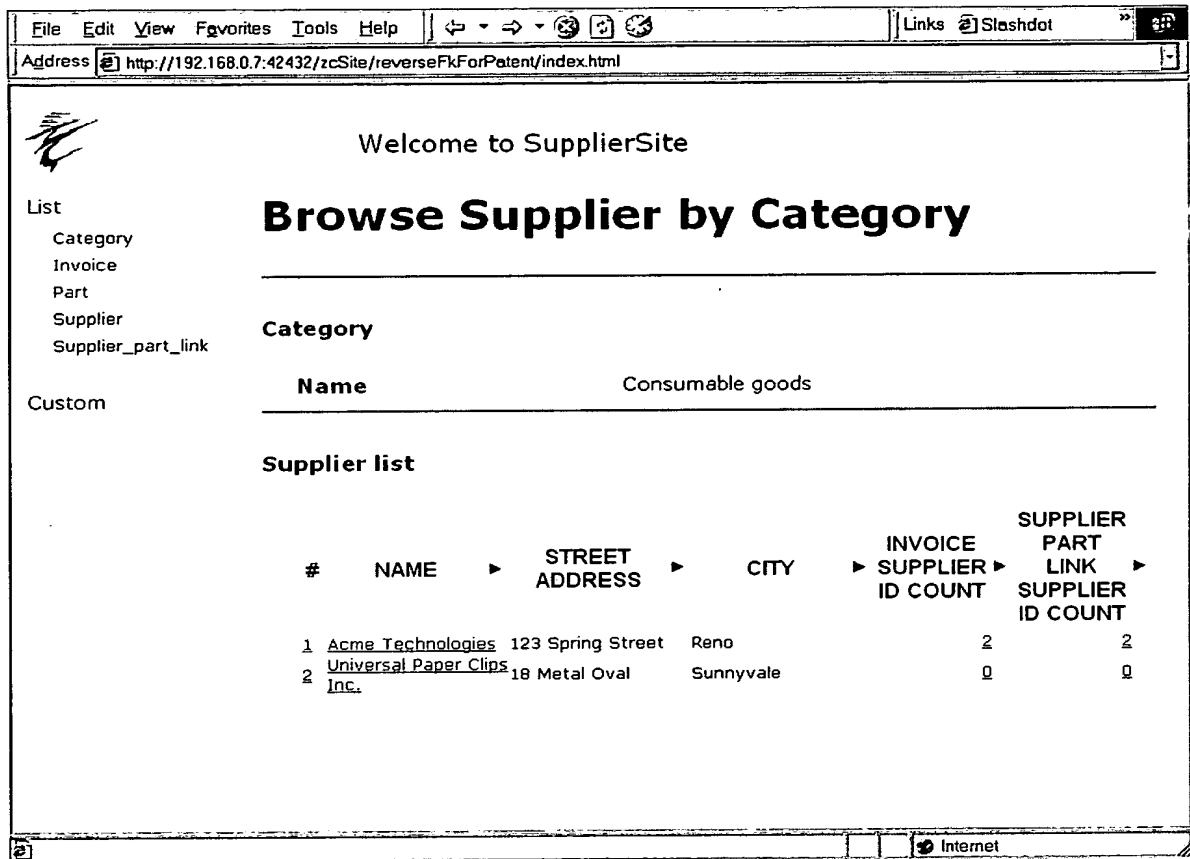 File Edit View Favorites Tools Help Links Slashdot »
Address http://192.168.0.7:42432/zcSite/reverseFkForPatent/index.html
Welcome to SupplierSite
List
Category
Invoice
Part
Supplier
Supplier_part_link
Custom
Browse Supplier by Category
Category
Name Consumable goods
Supplier list
# NAME STREET ADDRESS CITY INVOICE SUPPLIER ID COUNT SUPPLIER PART LINK SUPPLIER ID COUNT
1 Acme Technologies 123 Spring Street Reno 2 2
2 Universal Paper Clips Inc. 18 Metal Oval Sunnyvale 0 0
Internet